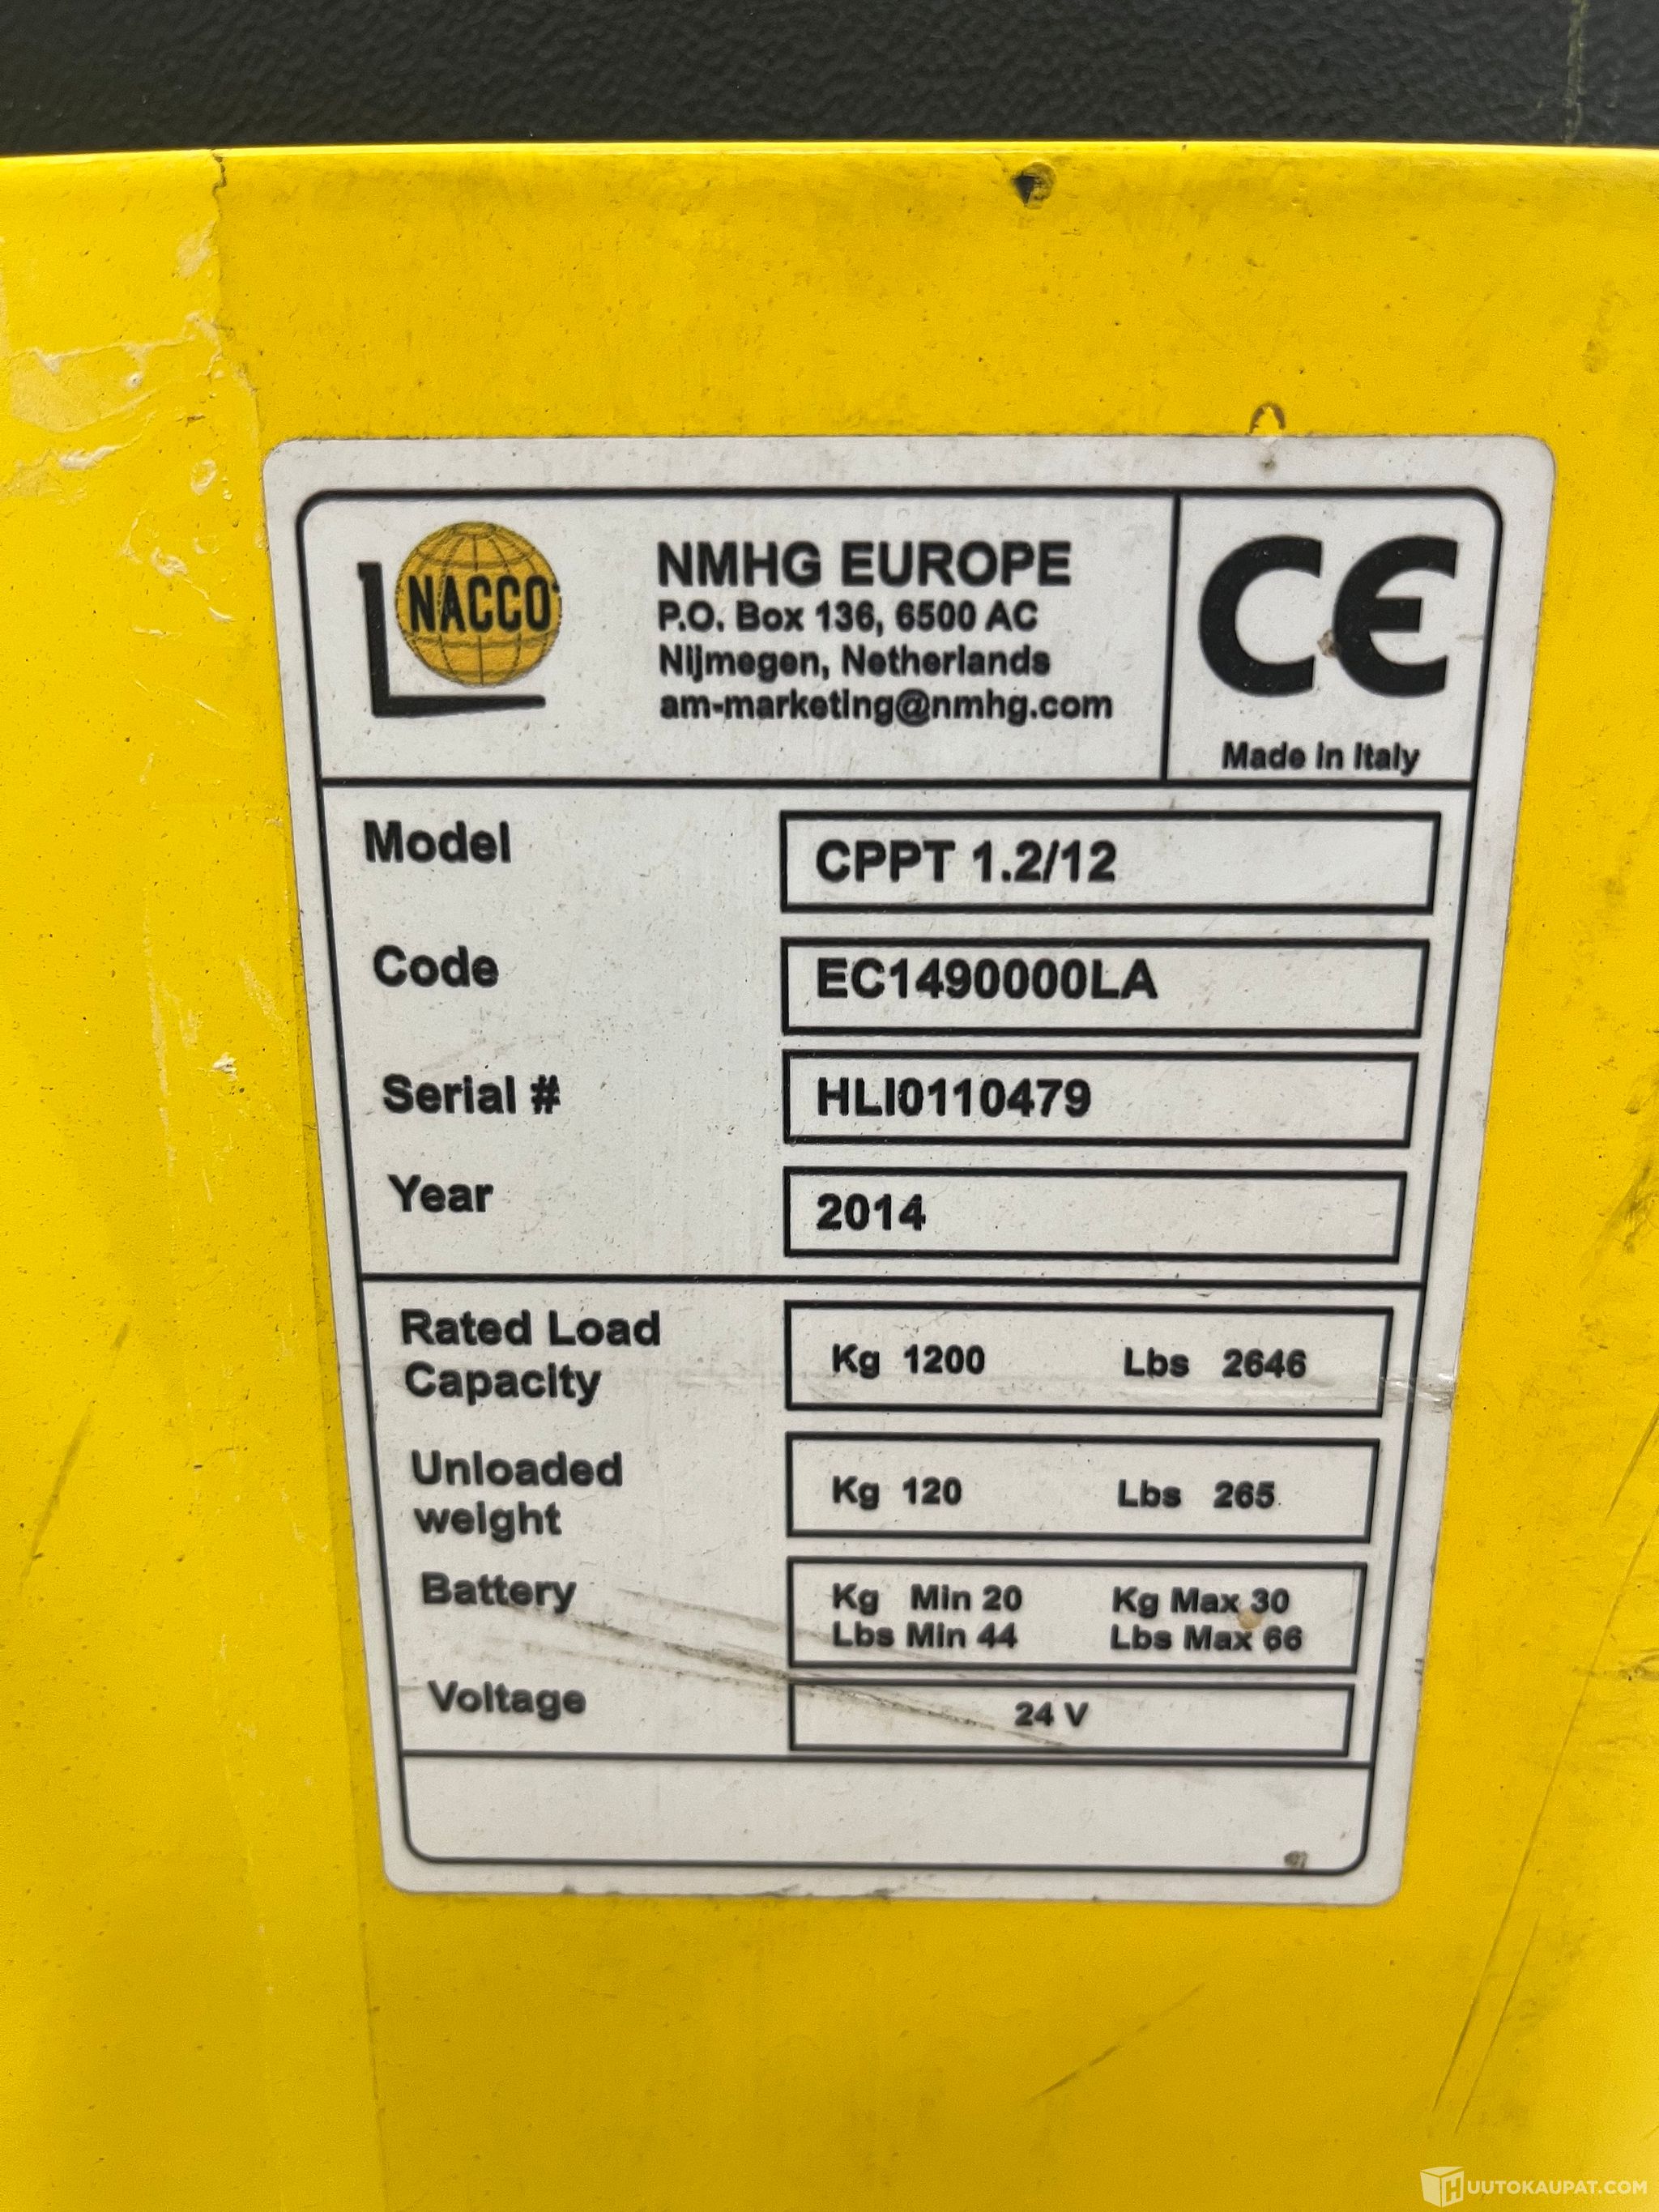 NACCO
NMHG EUROPE
P.O. Box 136, 6500 AC
Nijmegen, Netherlands
am-marketing@nmhg.com
CE
Made in Italy
Model
CPPT 1.2/12
Code
EC1490000LA
Serial #
HLI0110479
Year
2014
Rated Load
Capacity
Kg 1200 Lbs 2646
Unloaded
weight
Kg 120 Lbs 265
Battery
Kg Min 20 Kg Max 30
Lbs Min 44 Lbs Max 66
Voltage
24 V
HUUTOKAUPAT.COM